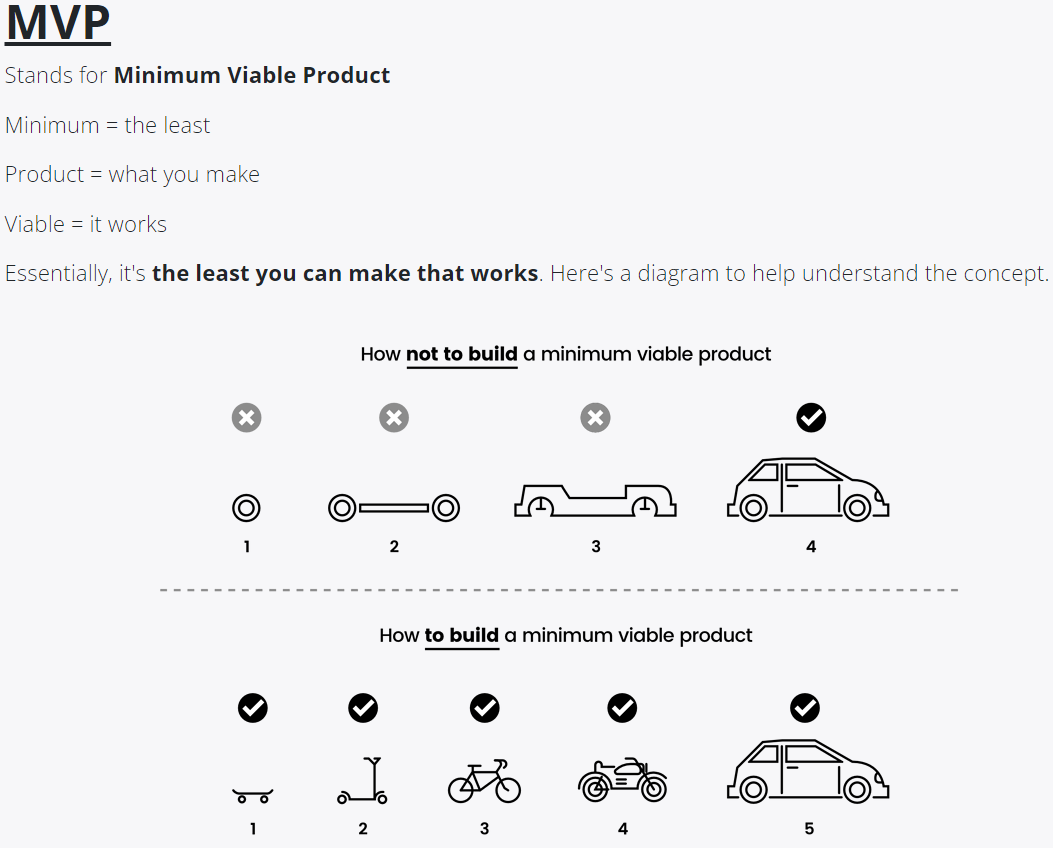 MVP
Stands for Minimum Viable Product
Minimum = the least
Product = what you make
Viable = it works
Essentially, it's the least you can make that works. Here's a diagram to help understand the concept.
How not to build a minimum viable product
1 2 3 4
How to build a minimum viable product
1 2 3 4 5